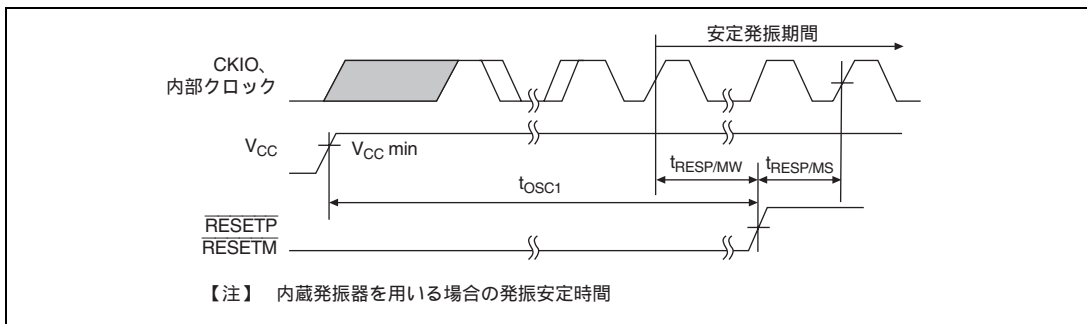 安定発振期間
CKIO、
内部クロック
VCC
VCC min
tRESP/MW
tRESP/MS
tOSC1
RESETP
RESETM
【注】 内蔵発振器を用いる場合の発振安定時間